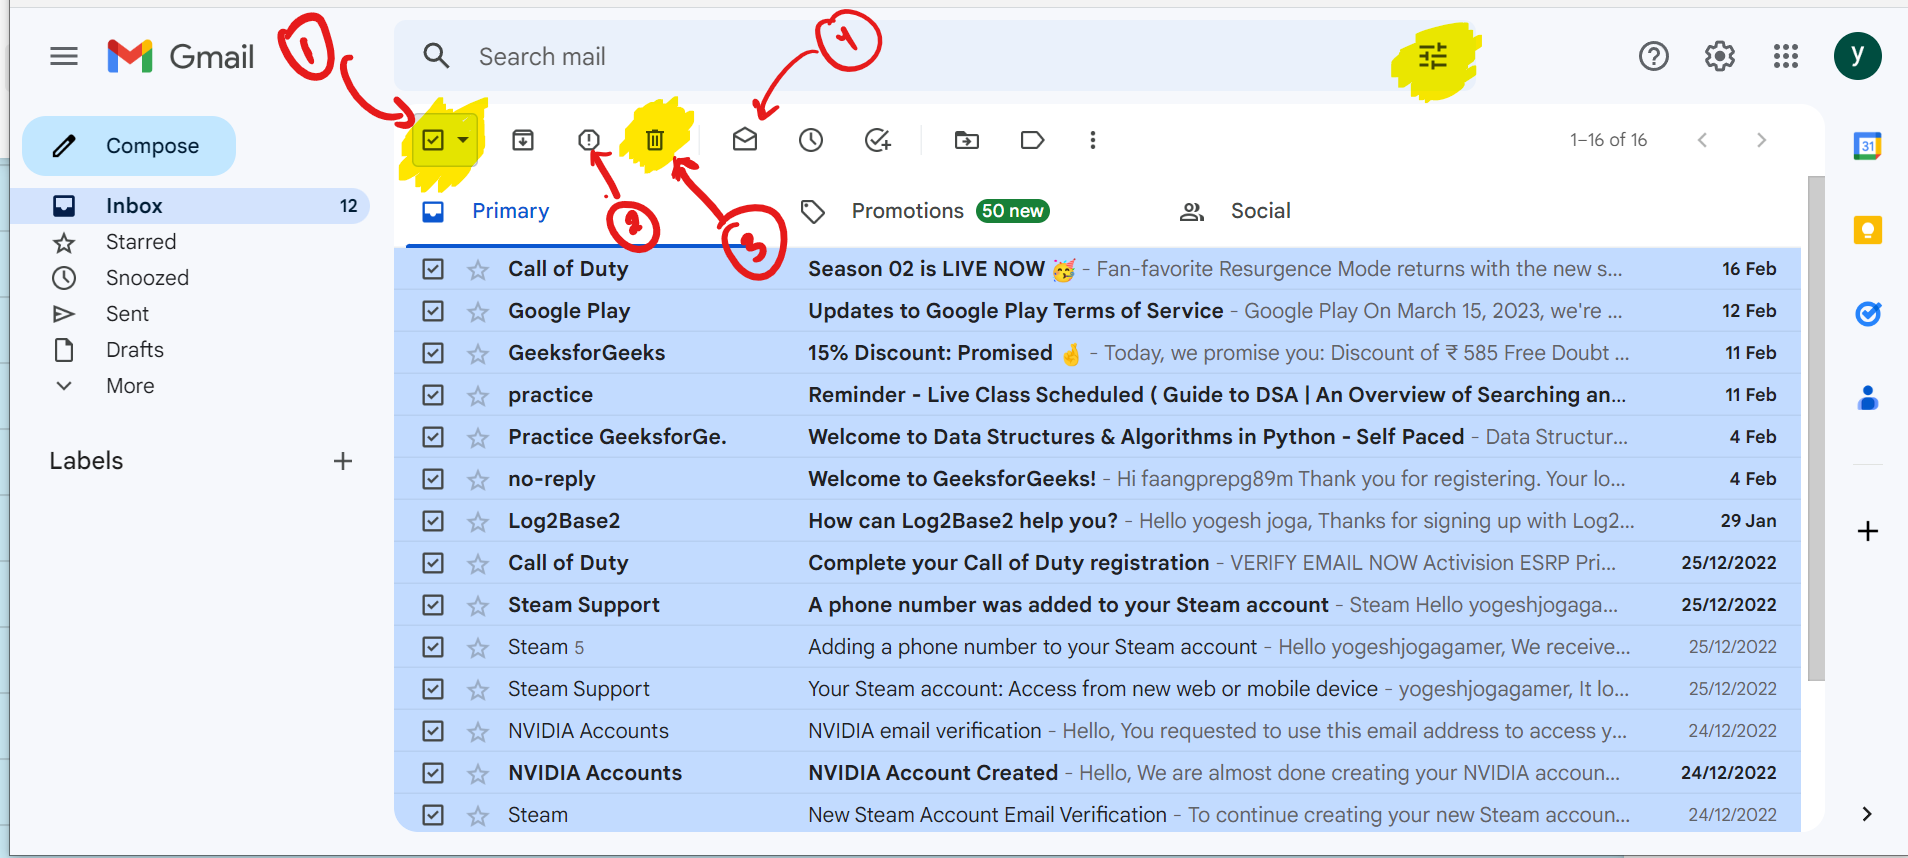 Gmail
1
Search mail
4
y
Compose
1–16 of 16
31
Inbox 12
Primary
Promotions 50 new
Social
2
3
Starred
Snoozed
Sent
Drafts
More
Labels
Call of Duty Season 02 is LIVE NOW 🥳 - Fan-favorite Resurgence Mode returns with the new s... 16 Feb
Google Play Updates to Google Play Terms of Service - Google Play On March 15, 2023, we're ... 12 Feb
GeeksforGeeks 15% Discount: Promised 🤞 - Today, we promise you: Discount of ₹ 585 Free Doubt ... 11 Feb
practice Reminder - Live Class Scheduled ( Guide to DSA | An Overview of Searching an... 11 Feb
Practice GeeksforGe. Welcome to Data Structures & Algorithms in Python - Self Paced - Data Structur... 4 Feb
no-reply Welcome to GeeksforGeeks! - Hi faangprepg89m Thank you for registering. Your lo... 4 Feb
Log2Base2 How can Log2Base2 help you? - Hello yogesh joga, Thanks for signing up with Log2... 29 Jan
Call of Duty Complete your Call of Duty registration - VERIFY EMAIL NOW Activision ESRP Pri... 25/12/2022
Steam Support A phone number was added to your Steam account - Steam Hello yogeshjogaga... 25/12/2022
Steam 5 Adding a phone number to your Steam account - Hello yogeshjogagamer, We receive... 25/12/2022
Steam Support Your Steam account: Access from new web or mobile device - yogeshjogagamer, It lo... 25/12/2022
NVIDIA Accounts NVIDIA email verification - Hello, You requested to use this email address to access y... 24/12/2022
NVIDIA Accounts NVIDIA Account Created - Hello, We are almost done creating your NVIDIA accoun... 24/12/2022
Steam New Steam Account Email Verification - To continue creating your new Steam accoun... 24/12/2022